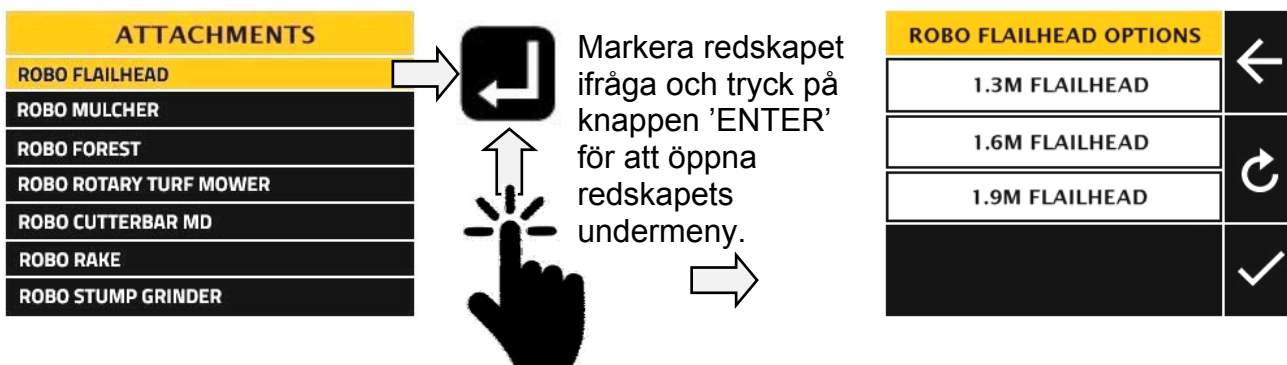 ATTACHMENTS
ROBO FLAILHEAD
ROBO MULCHER
ROBO FOREST
ROBO ROTARY TURF MOWER
ROBO CUTTERBAR MD
ROBO RAKE
ROBO STUMP GRINDER
Markera redskapet
ifråga och tryck på
knappen ’ENTER’
för att öppna
redskapets
undermeny.
ROBO FLAILHEAD OPTIONS
1.3M FLAILHEAD
1.6M FLAILHEAD
1.9M FLAILHEAD